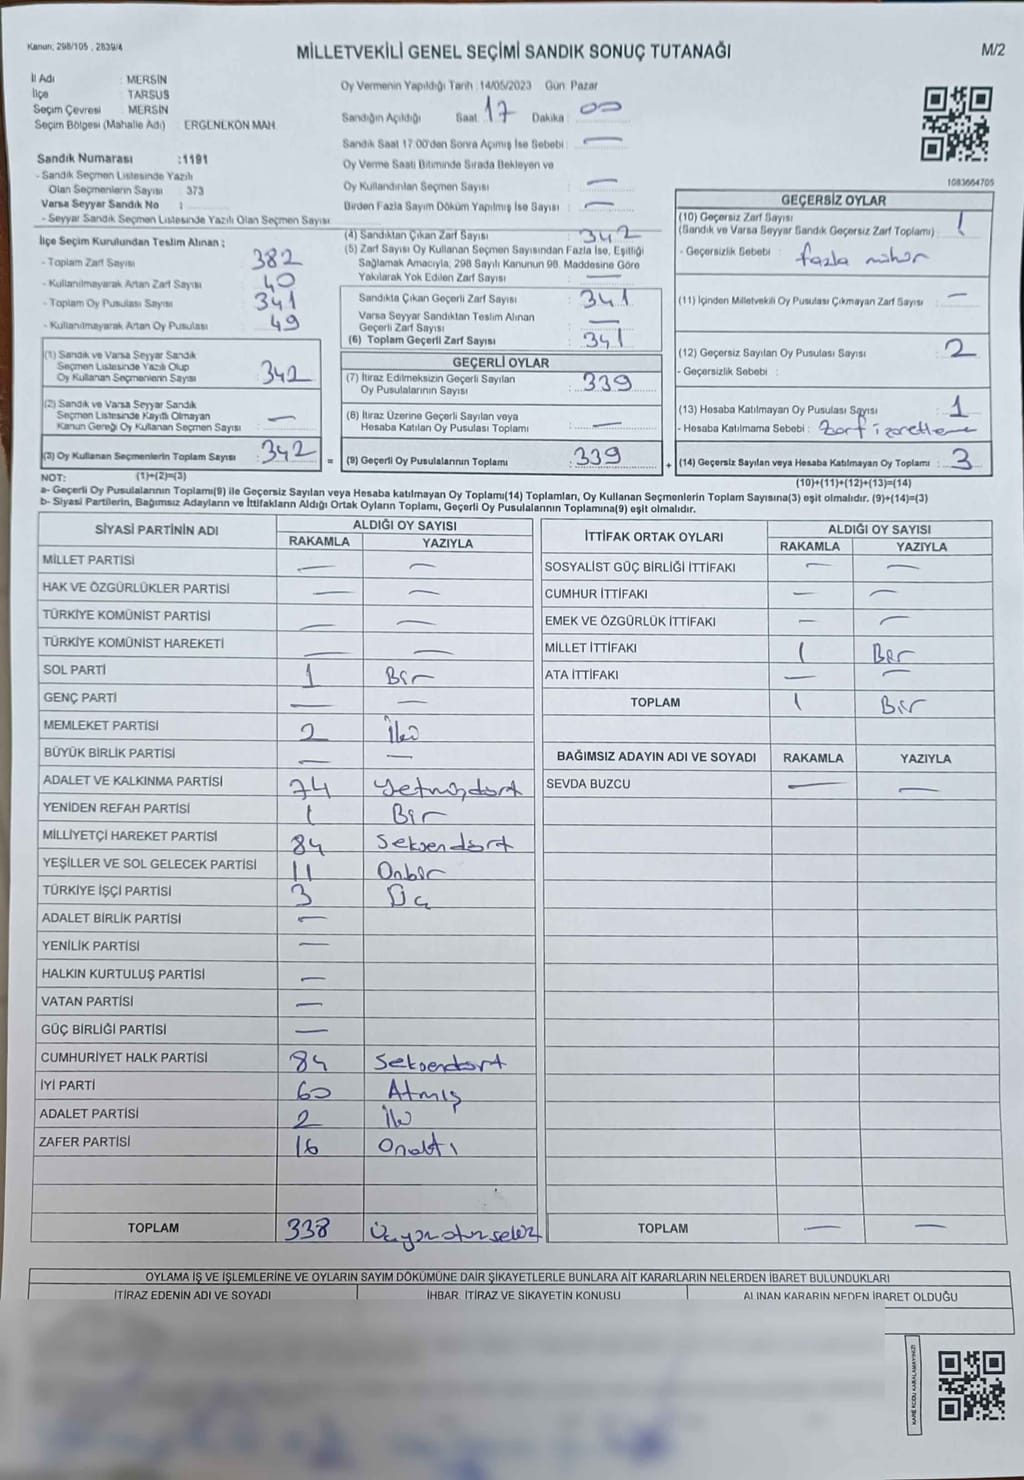 Kanun; 298/105 , 2839/4
MİLLETVEKİLİ GENEL SEÇİMİ SANDIK SONUÇ TUTANAĞI
M/2
İl Adı : MERSİN
İlçe : TARSUS
Seçim Çevresi : MERSİN
Seçim Bölgesi (Mahalle Adı) : ERGENEKON MAH.
Sandık Numarası :1191
- Sandık Seçmen Listesinde Yazılı
Olan Seçmenlerin Sayısı : 373
Varsa Seyyar Sandık No :
- Seyyar Sandık Seçmen Listesinde Yazılı Olan Seçmen Sayısı
Oy Vermenin Yapıldığı Tarih : 14/05/2023 Gün: Pazar
Sandığın Açıldığı Saat: 17 Dakika : 00
Sandık Saat 17:00'den Sonra Açımış İse Sebebi : —
Oy Verme Saati Bitiminde Sırada Bekleyen ve
Oy Kullandırılan Seçmen Sayısı : —
Birden Fazla Sayım Döküm Yapılmış İse Sayısı : —
1083664705
İlçe Seçim Kurulundan Teslim Alınan ;
- Toplam Zarf Sayısı 382
- Kullanılmayarak Artan Zarf Sayısı 40
- Toplam Oy Pusulası Sayısı 341
- Kullanılmayarak Artan Oy Pusulası 49
(1) Sandık ve Varsa Seyyar Sandık
Seçmen Listesinde Yazılı Olup
Oy Kullanan Seçmenlerin Sayısı : 342
(2) Sandık ve Varsa Seyyar Sandık
Seçmen Listesinde Kayıtlı Olmayan
Kanun Gereği Oy Kullanan Seçmen Sayısı : —
(3) Oy Kullanan Seçmenlerin Toplam Sayısı : 342 =
(4) Sandıktan Çıkan Zarf Sayısı : 342
(5) Zarf Sayısı Oy Kullanan Seçmen Sayısından Fazla İse, Eşitliği
Sağlamak Amacıyla, 298 Sayılı Kanunun 98. Maddesine Göre
Yakılarak Yok Edilen Zarf Sayısı : —
Sandıkta Çıkan Geçerli Zarf Sayısı : 341
Varsa Seyyar Sandıktan Teslim Alınan
Geçerli Zarf Sayısı : —
(6) Toplam Geçerli Zarf Sayısı : 341
GEÇERLİ OYLAR
(7) İtiraz Edilmeksizin Geçerli Sayılan
Oy Pusulalarının Sayısı : 339
(8) İtiraz Üzerine Geçerli Sayılan veya
Hesaba Katılan Oy Pusulası Toplamı : —
(9) Geçerli Oy Pusulalarının Toplamı : 339 +
GEÇERSİZ OYLAR
(10) Geçersiz Zarf Sayısı
(Sandık ve Varsa Seyyar Sandık Geçersiz Zarf Toplamı) : 1
- Geçersizlik Sebebi : fazla mühür
(11) İçinden Milletvekili Oy Pusulası Çıkmayan Zarf Sayısı : —
(12) Geçersiz Sayılan Oy Pusulası Sayısı : 2
- Geçersizlik Sebebi :
(13) Hesaba Katılmayan Oy Pusulası Sayısı : 1
- Hesaba Katılmama Sebebi : Zarf
(14) Geçersiz Sayılan veya Hesaba Katılmayan Oy Toplamı : 3
NOT: (1)+(2)=(3)
(10)+(11)+(12)+(13)=(14)
a- Geçerli Oy Pusulalarının Toplamı(9) ile Geçersiz Sayılan veya Hesaba katılmayan Oy Toplamı(14) Toplamları, Oy Kullanan Seçmenlerin Toplam Sayısına(3) eşit olmalıdır. (9)+(14)=(3)
b- Siyasi Partilerin, Bağımsız Adayların ve İttifakların Aldığı Ortak Oyların Toplamı, Geçerli Oy Pusulalarının Toplamına(9) eşit olmalıdır.
SİYASİ PARTİNİN ADI ALDIĞI OY SAYISI
RAKAMLA YAZIYLA
MİLLET PARTİSİ — —
HAK VE ÖZGÜRLÜKLER PARTİSİ — —
TÜRKİYE KOMÜNİST PARTİSİ — —
TÜRKİYE KOMÜNİST HAREKETİ — —
SOL PARTİ 1 Bir
GENÇ PARTİ — —
MEMLEKET PARTİSİ 2 İki
BÜYÜK BİRLİK PARTİSİ — —
ADALET VE KALKINMA PARTİSİ 74 Yetmişdört
YENİDEN REFAH PARTİSİ 1 Bir
MİLLİYETÇİ HAREKET PARTİSİ 84 Seksendört
YEŞİLLER VE SOL GELECEK PARTİSİ 11 Onbir
TÜRKİYE İŞÇİ PARTİSİ 3 Üç
ADALET BİRLİK PARTİSİ —
YENİLİK PARTİSİ —
HALKIN KURTULUŞ PARTİSİ —
VATAN PARTİSİ —
GÜÇ BİRLİĞİ PARTİSİ —
CUMHURİYET HALK PARTİSİ 84 Seksendört
İYİ PARTİ 60 Atmış
ADALET PARTİSİ 2 İki
ZAFER PARTİSİ 16 Onaltı
TOPLAM 338 Üçyüzotuzsekiz
İTTİFAK ORTAK OYLARI ALDIĞI OY SAYISI
RAKAMLA YAZIYLA
SOSYALİST GÜÇ BİRLİĞİ İTTİFAKI — —
CUMHUR İTTİFAKI — —
EMEK VE ÖZGÜRLÜK İTTİFAKI — —
MİLLET İTTİFAKI 1 Bir
ATA İTTİFAKI — —
TOPLAM 1 Bir
BAĞIMSIZ ADAYIN ADI VE SOYADI RAKAMLA YAZIYLA
SEVDA BUZCU — —
TOPLAM — —
OYLAMA İŞ VE İŞLEMLERİNE VE OYLARIN SAYIM DÖKÜMÜNE DAİR ŞİKAYETLERLE BUNLARA AİT KARARLARIN NELERDEN İBARET BULUNDUKLARI
İTİRAZ EDENİN ADI VE SOYADI İHBAR, İTİRAZ VE ŞİKAYETİN KONUSU ALINAN KARARIN NEDEN İBARET OLDUĞU
KARE KODU KARALAMAYINIZ!